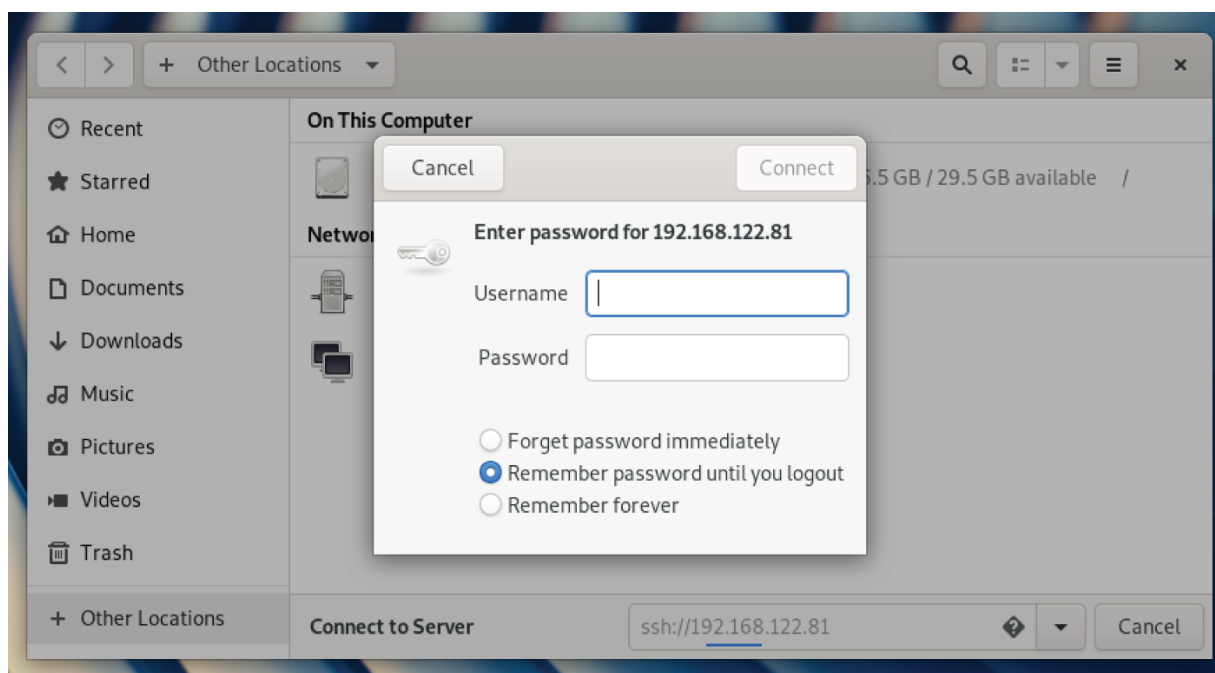 + Other Locations
Recent
Starred
Home
Documents
Downloads
Music
Pictures
Videos
Trash
+ Other Locations
On This Computer
5.5 GB / 29.5 GB available /
Networ
Cancel Connect
Enter password for 192.168.122.81
Username
Password
Forget password immediately
Remember password until you logout
Remember forever
Connect to Server ssh://192.168.122.81 Cancel